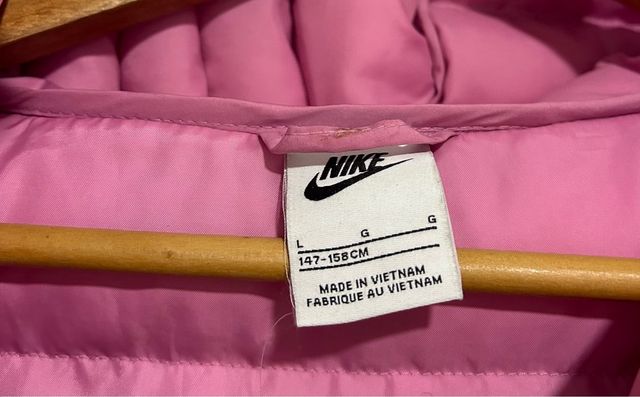 NIKE
L G G
147-158CM
MADE IN VIETNAM
FABRIQUE AU VIETNAM